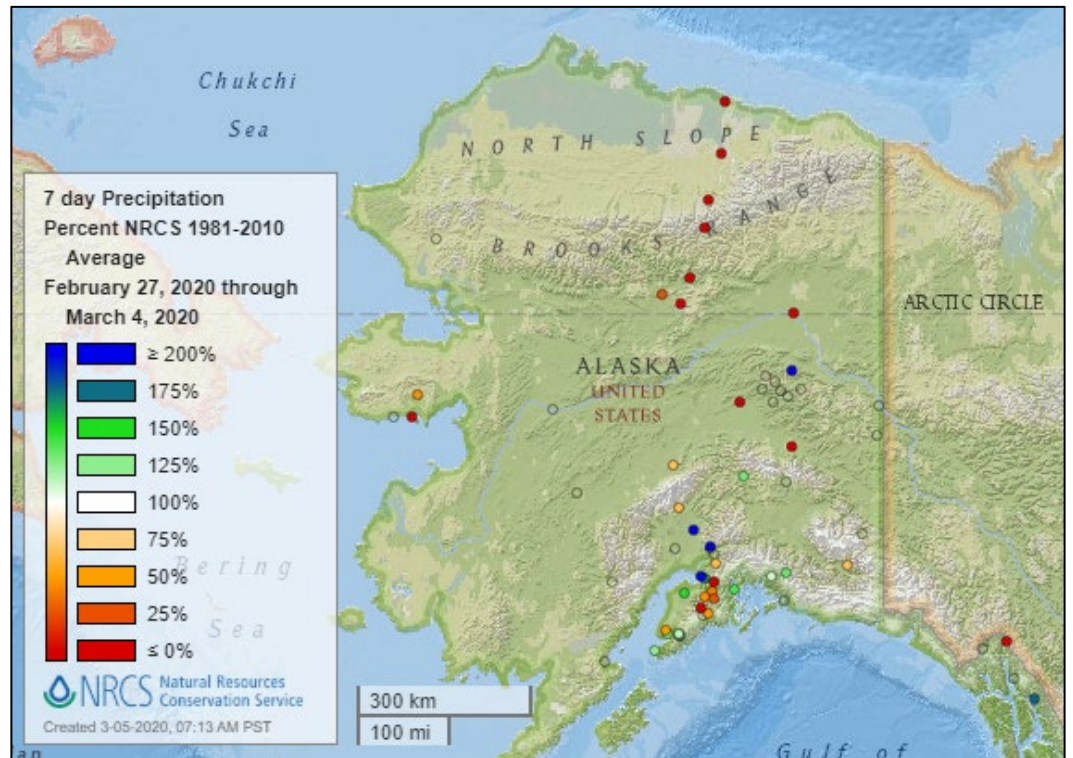 Chukchi
Sea
NORTH SLOPE
BROOKS RANGE
7 day Precipitation
Percent NRCS 1981-2010
Average
February 27, 2020 through
March 4, 2020
≥ 200%
175%
150%
125%
100%
75%
50%
25%
≤ 0%
NRCS Natural Resources
Conservation Service
Created 3-05-2020, 07:13 AM PST
ARCTIC CIRCLE
ALASKA
UNITED
STATES
Bering
Sea
300 km
100 mi
Gulf of